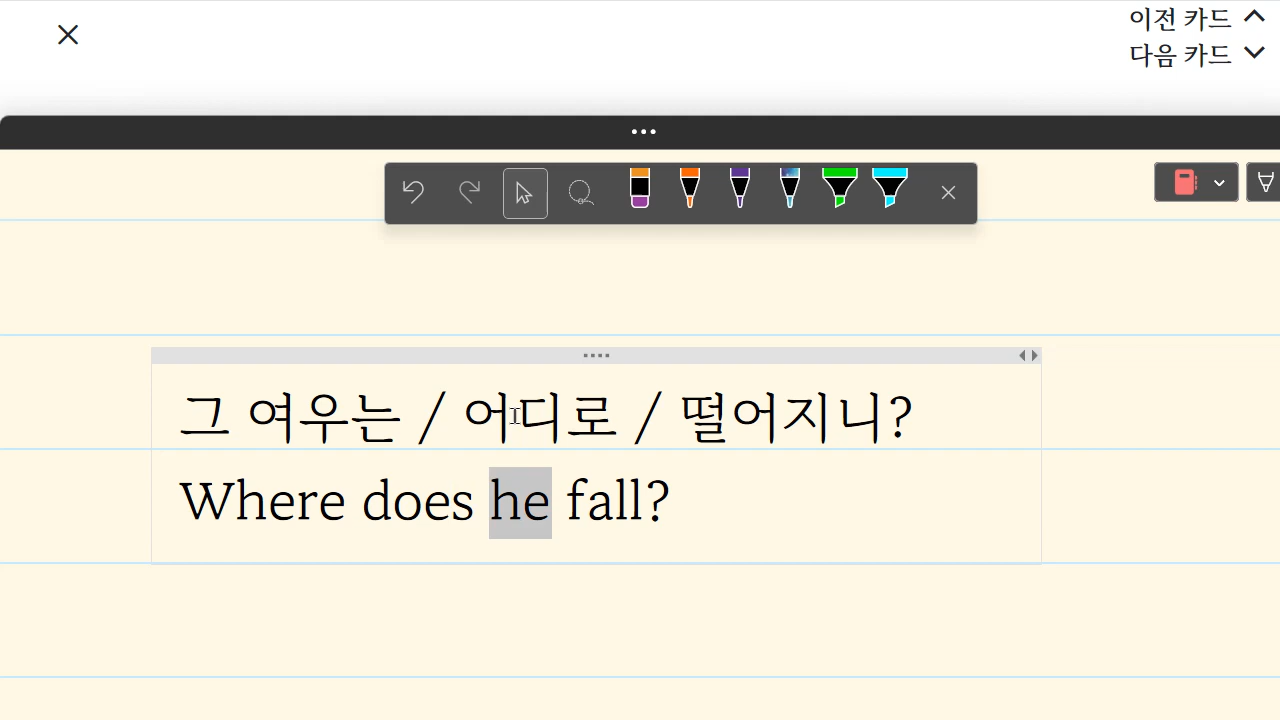 이전 카드
다음 카드
그 여우는 / 어디로 / 떨어지니?
Where does he fall?